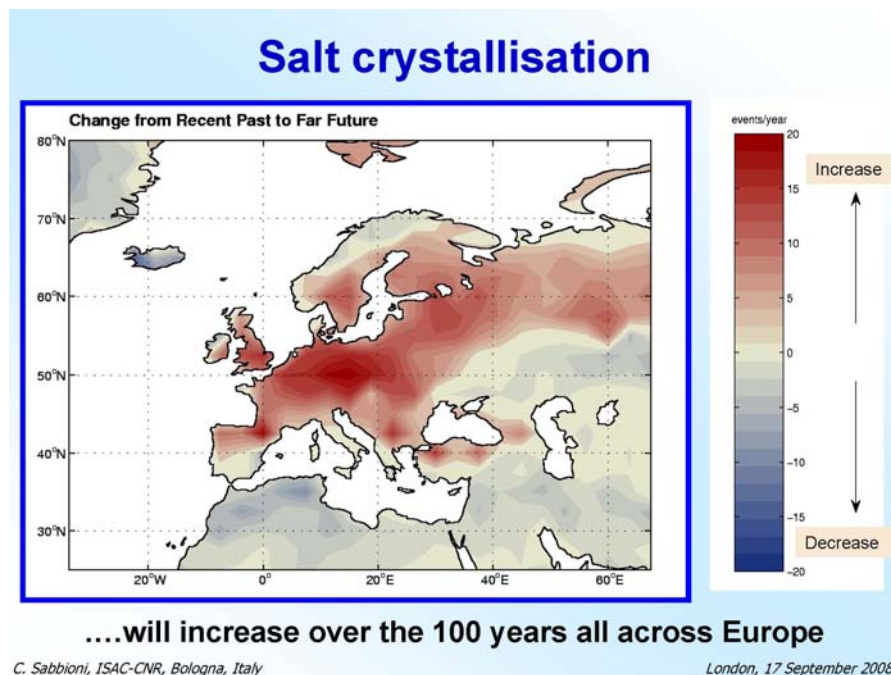 Salt crystallisation
Change from Recent Past to Far Future
80°N
70°N
60°N
50°N
40°N
30°N
20°W
0°
20°E
40°E
60°E
events/year
20
15
10
5
0
−5
−10
−15
−20
Increase
Decrease
....will increase over the 100 years all across Europe
C. Sabbioni, ISAC-CNR, Bologna, Italy
London, 17 September 2008